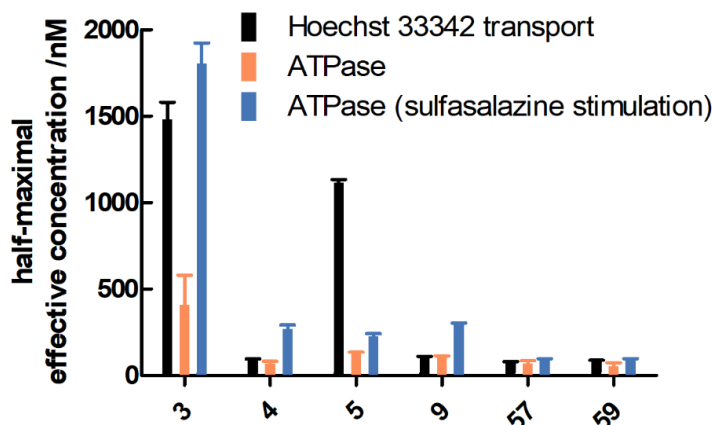 half-maximal
effective concentration /nM
2000
1500
1000
500
0
Hoechst 33342 transport
ATPase
ATPase (sulfasalazine stimulation)
3
4
5
9
57
59